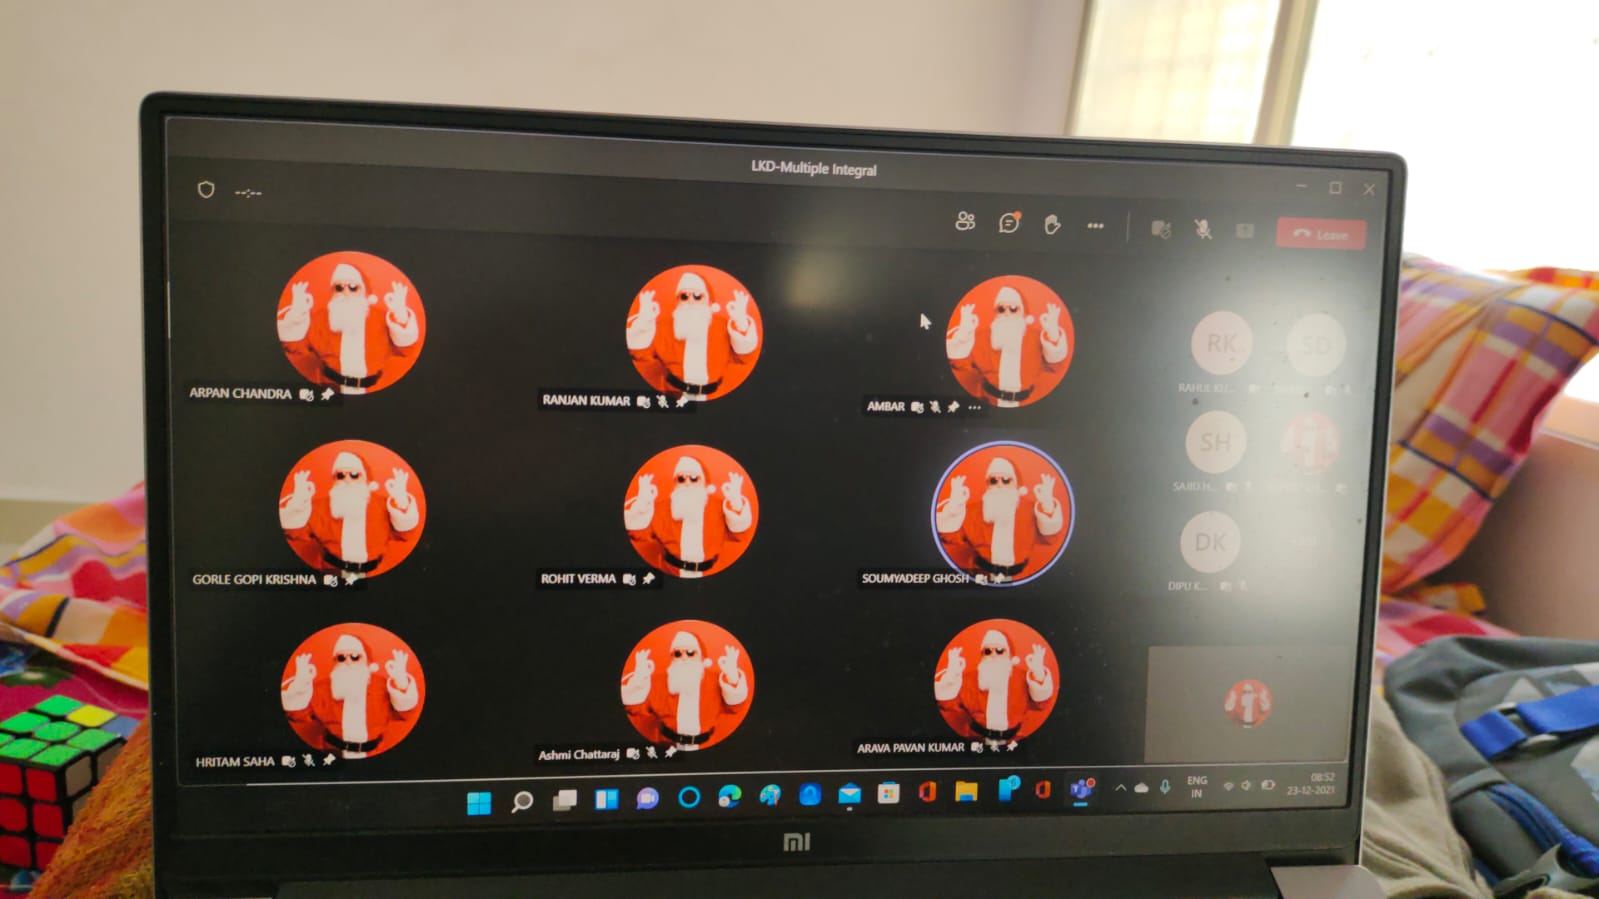 LKD-Multiple Integral
--:--
Leave
ARPAN CHANDRA
RANJAN KUMAR
AMBAR
RK
SD
RAHUL KU...
SH
SAJID H...
GORLE GOPI KRISHNA
ROHIT VERMA
SOUMYADEEP GHOSH
DK
DIPU K...
HRITAM SAHA
Ashmi Chattaraj
ARAVA PAVAN KUMAR
ENG
IN
08:52
23-12-2021
mi